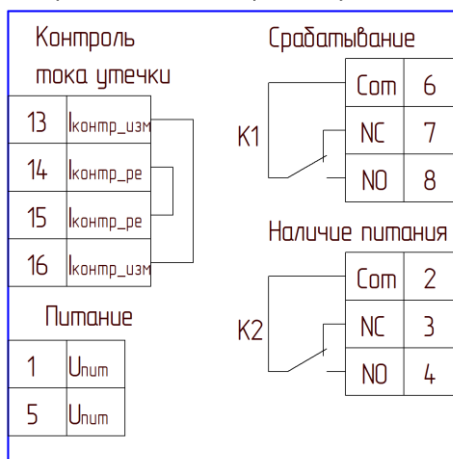 Контроль
тока утечки
13 Iконтр_изм
14 Iконтр_ре
15 Iконтр_ре
16 Iконтр_изм
Питание
1 Uпит
5 Uпит
Срабатывание
K1
Com 6
NC 7
NO 8
Наличие питания
K2
Com 2
NC 3
NO 4